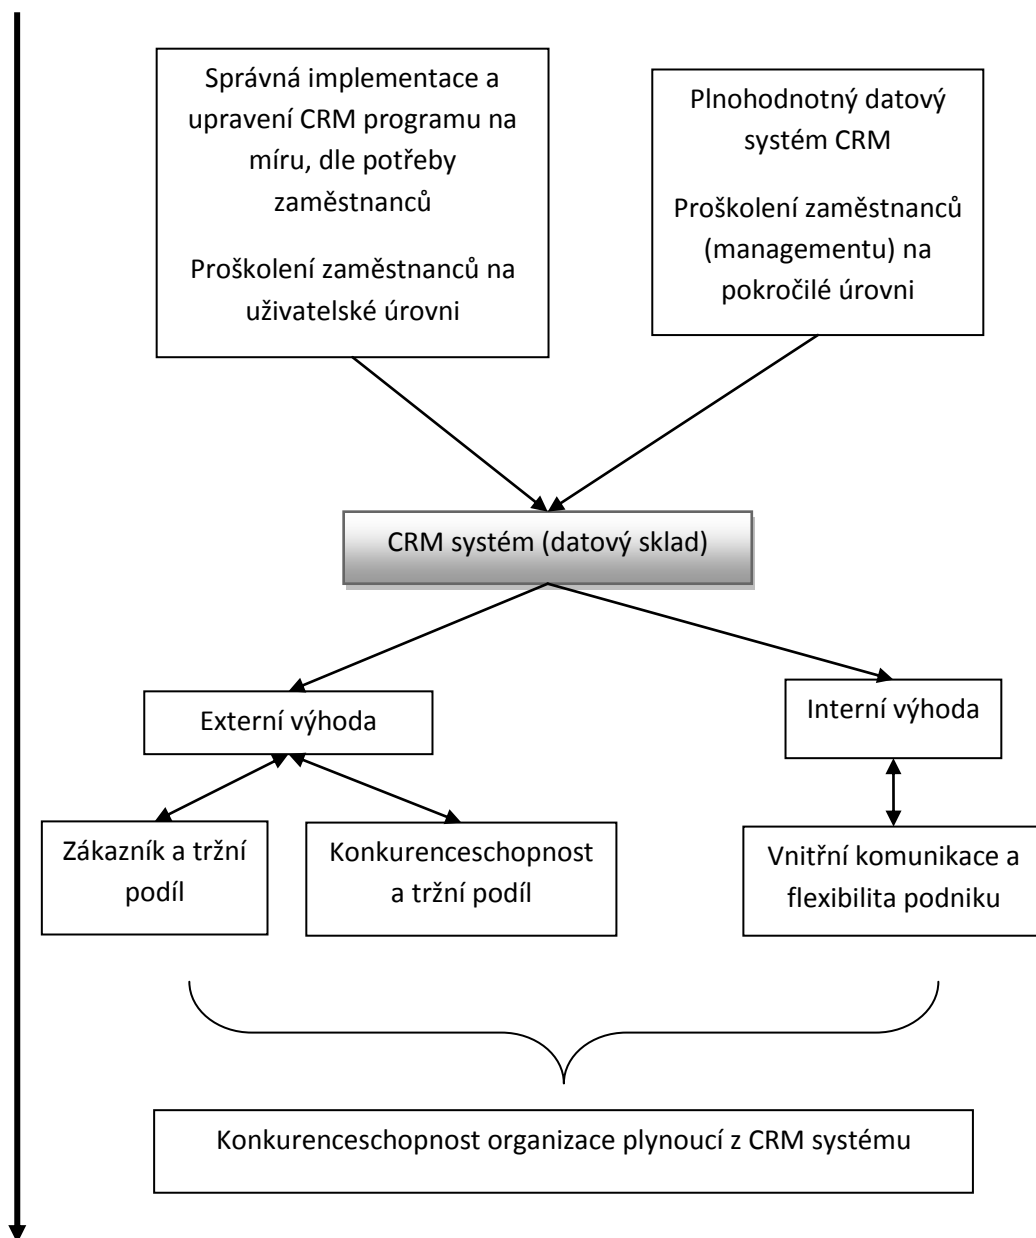 Správná implementace a
upravení CRM programu na
míru, dle potřeby
zaměstnanců
Proškolení zaměstnanců na
uživatelské úrovni
Plnohodnotný datový
systém CRM
Proškolení zaměstnanců
(managementu) na
pokročilé úrovni
CRM systém (datový sklad)
Externí výhoda
Interní výhoda
Zákazník a tržní
podíl
Konkurenceschopnost
a tržní podíl
Vnitřní komunikace a
flexibilita podniku
Konkurenceschopnost organizace plynoucí z CRM systému